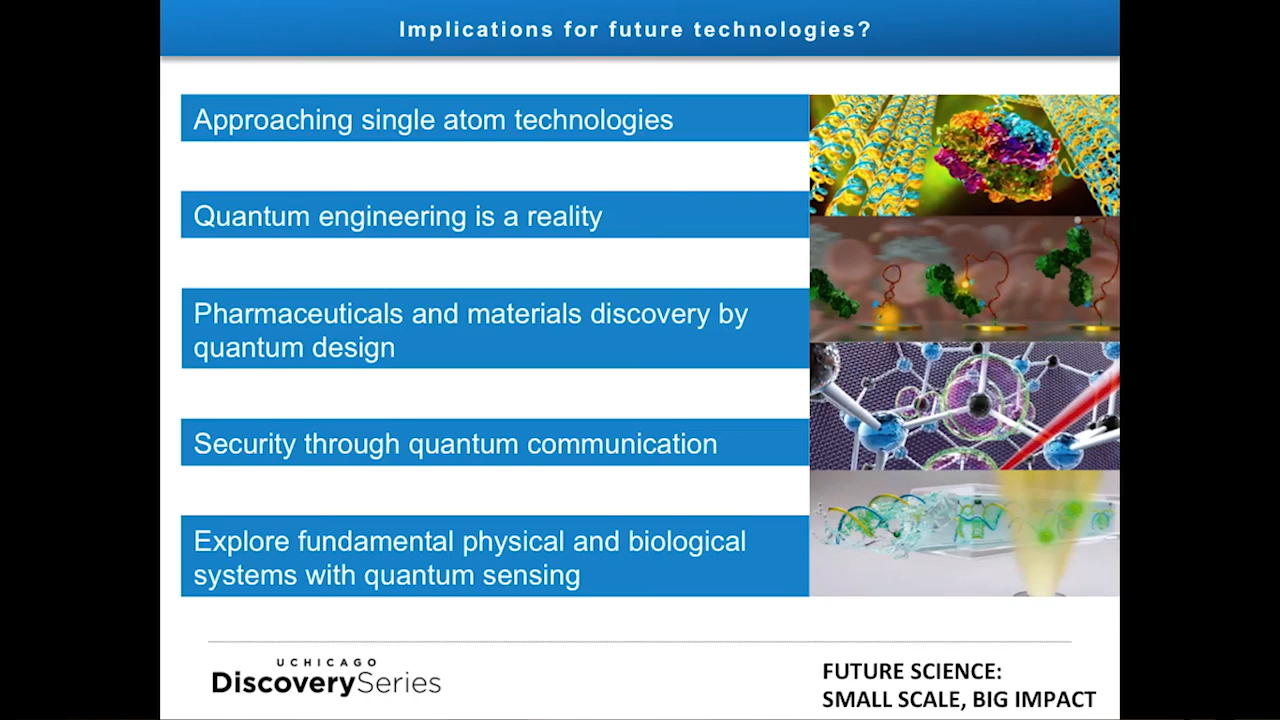 Implications for future technologies?
Approaching single atom technologies
Quantum engineering is a reality
Pharmaceuticals and materials discovery by
quantum design
Security through quantum communication
Explore fundamental physical and biological
systems with quantum sensing
UCHICAGO
DiscoverySeries
FUTURE SCIENCE:
SMALL SCALE, BIG IMPACT